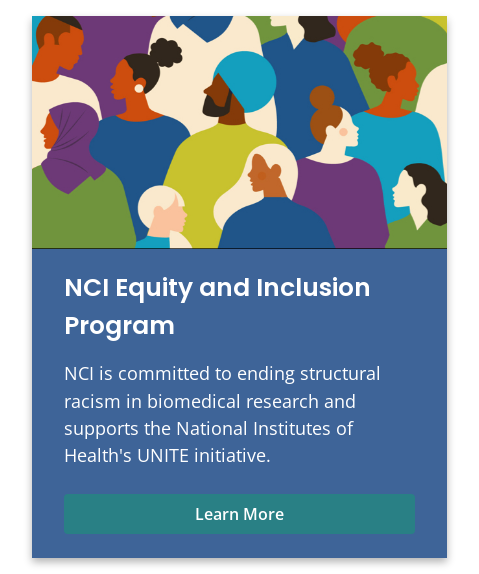 NCI Equity and Inclusion
Program
NCI is committed to ending structural
racism in biomedical research and
supports the National Institutes of
Health's UNITE initiative.
Learn More